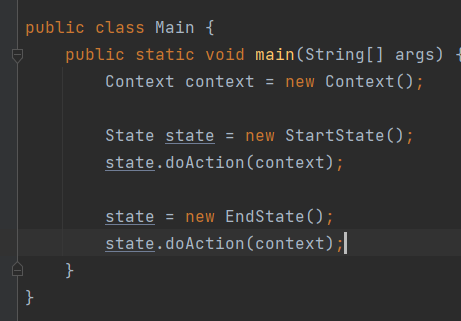 public class Main {
    public static void main(String[] args) {
        Context context = new Context();

        State state = new StartState();
        state.doAction(context);

        state = new EndState();
        state.doAction(context);
    }
}